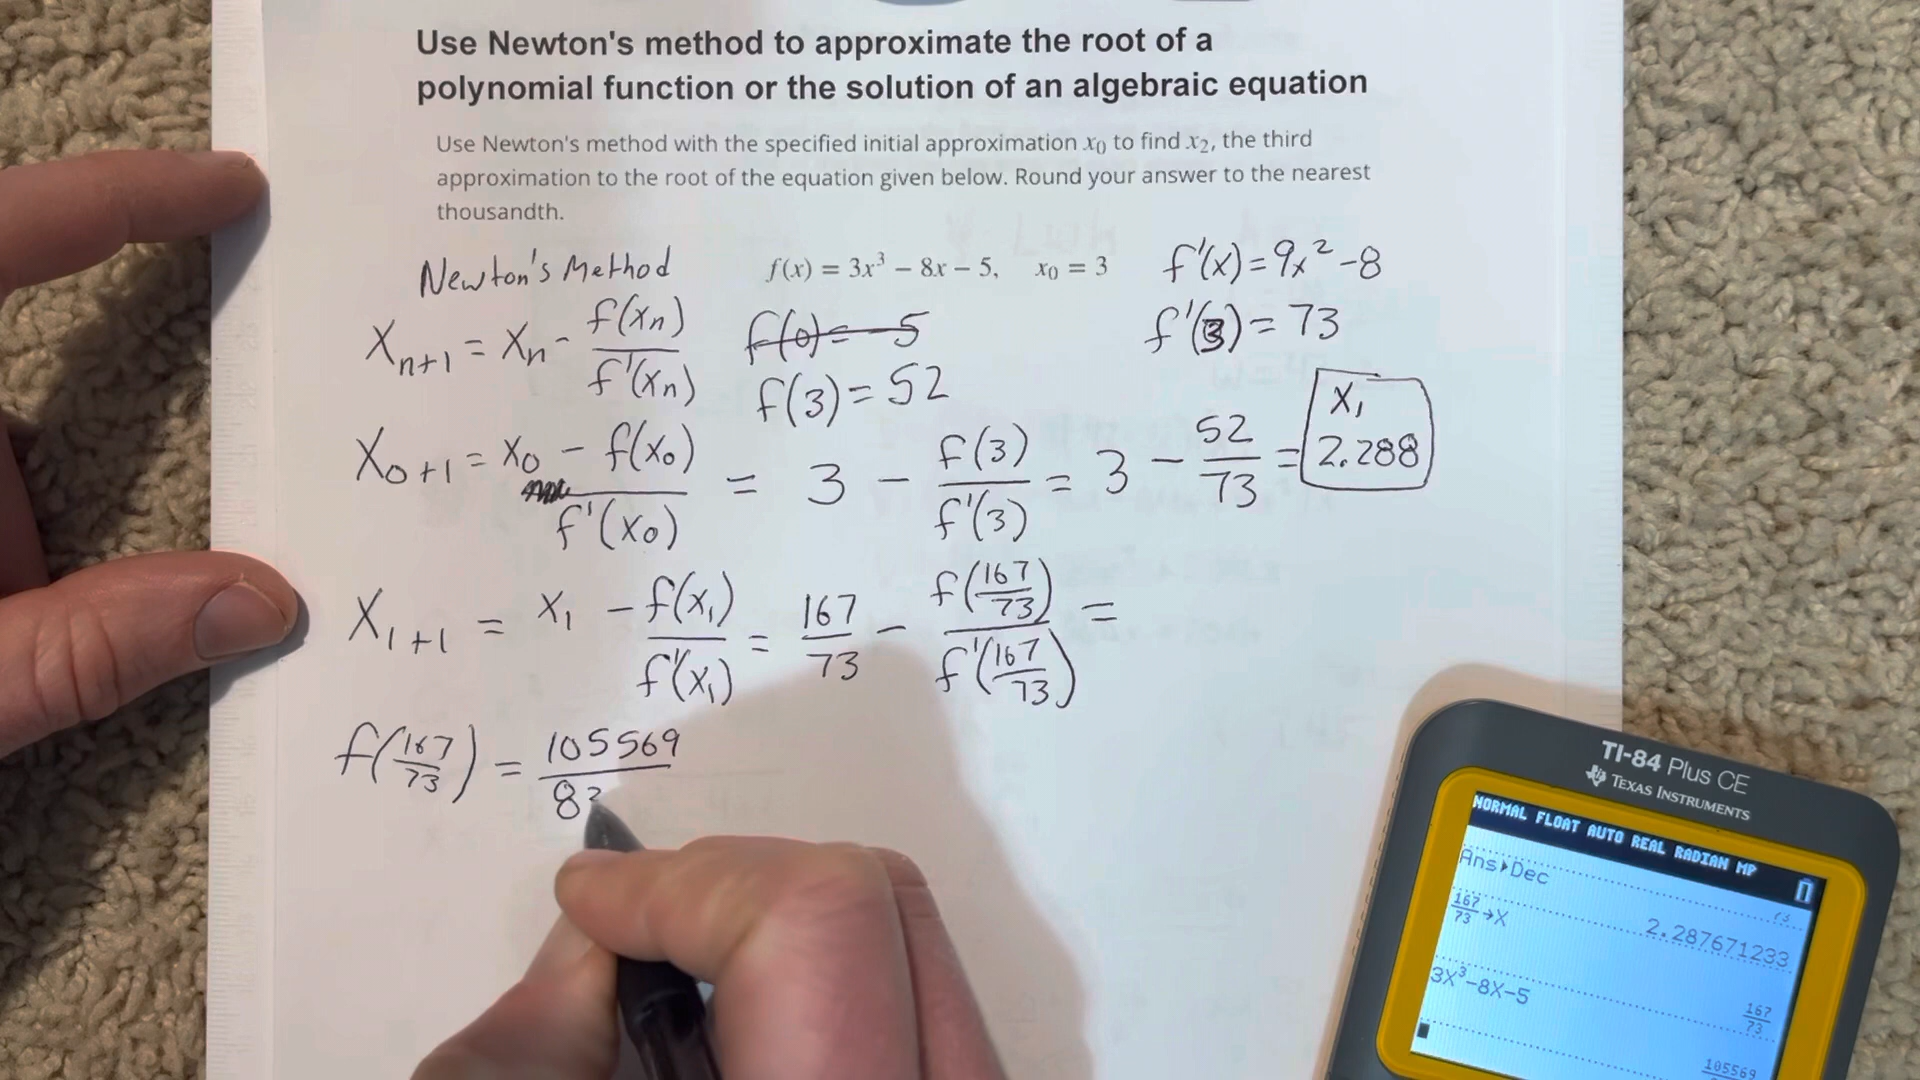 Use Newton's method to approximate the root of a
polynomial function or the solution of an algebraic equation
Use Newton's method with the specified initial approximation x₀ to find x₂, the third
approximation to the root of the equation given below. Round your answer to the nearest
thousandth.
Newton's Method f(x) = 3x³ − 8x − 5, x₀ = 3 f'(x)=9x²-8
Xₙ₊₁ = Xₙ - f(xₙ)/f'(xₙ) f(0)= -5 f'(3)=73
f(3)=52
X₀₊₁ = X₀ - f(x₀)/f'(x₀) = 3 - f(3)/f'(3) = 3 - 52/73 = X₁ 2.288
X₁₊₁ = X₁ - f(x₁)/f'(x₁) = 167/73 - f(167/73)/f'(167/73) =
f(167/73) = 105569/8
TI-84 Plus CE
TEXAS INSTRUMENTS
NORMAL FLOAT AUTO REAL RADIAN MP
Ans▸Dec
2.287671233
167/73→X
167/73
3X³-8X-5
105569